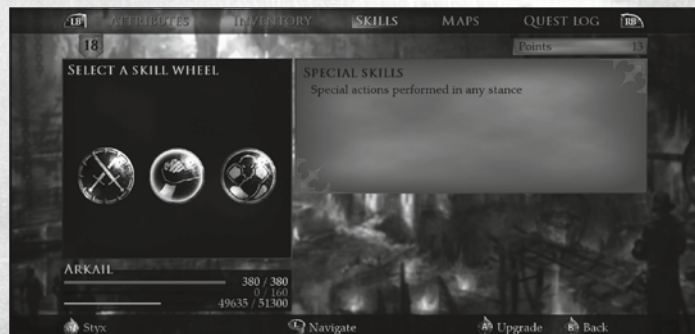 LB ATTRIBUTES INVENTORY SKILLS MAPS QUEST LOG RB
18
Points 13
SELECT A SKILL WHEEL
SPECIAL SKILLS
Special actions performed in any stance
ARKAIL
380 / 380
0 / 160
49635 / 51300
Y Styx L Navigate A Upgrade B Back